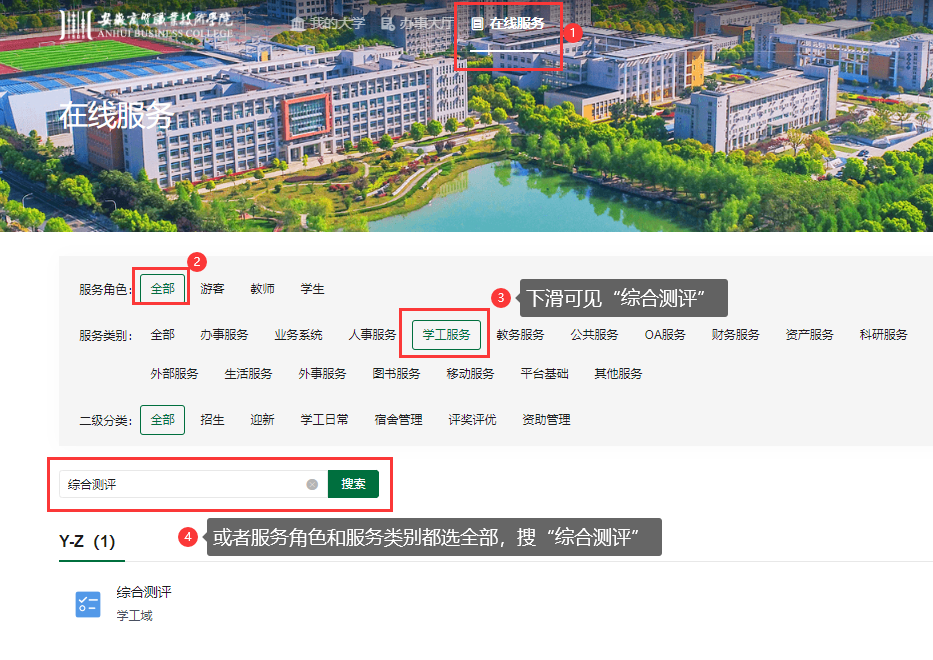 安徽商贸职业技术学院
ANHUI BUSINESS COLLEGE
我的大学 办事大厅 在线服务 1
在线服务
2
服务角色: 全部 游客 教师 学生
3 下滑可见“综合测评”
服务类别: 全部 办事服务 业务系统 人事服务 学工服务 教务服务 公共服务 OA服务 财务服务 资产服务 科研服务
外部服务 生活服务 外事服务 图书服务 移动服务 平台基础 其他服务
二级分类: 全部 招生 迎新 学工日常 宿舍管理 评奖评优 资助管理
综合测评 搜索
Y-Z（1）
4 或者服务角色和服务类别都选全部，搜“综合测评”
综合测评
学工域